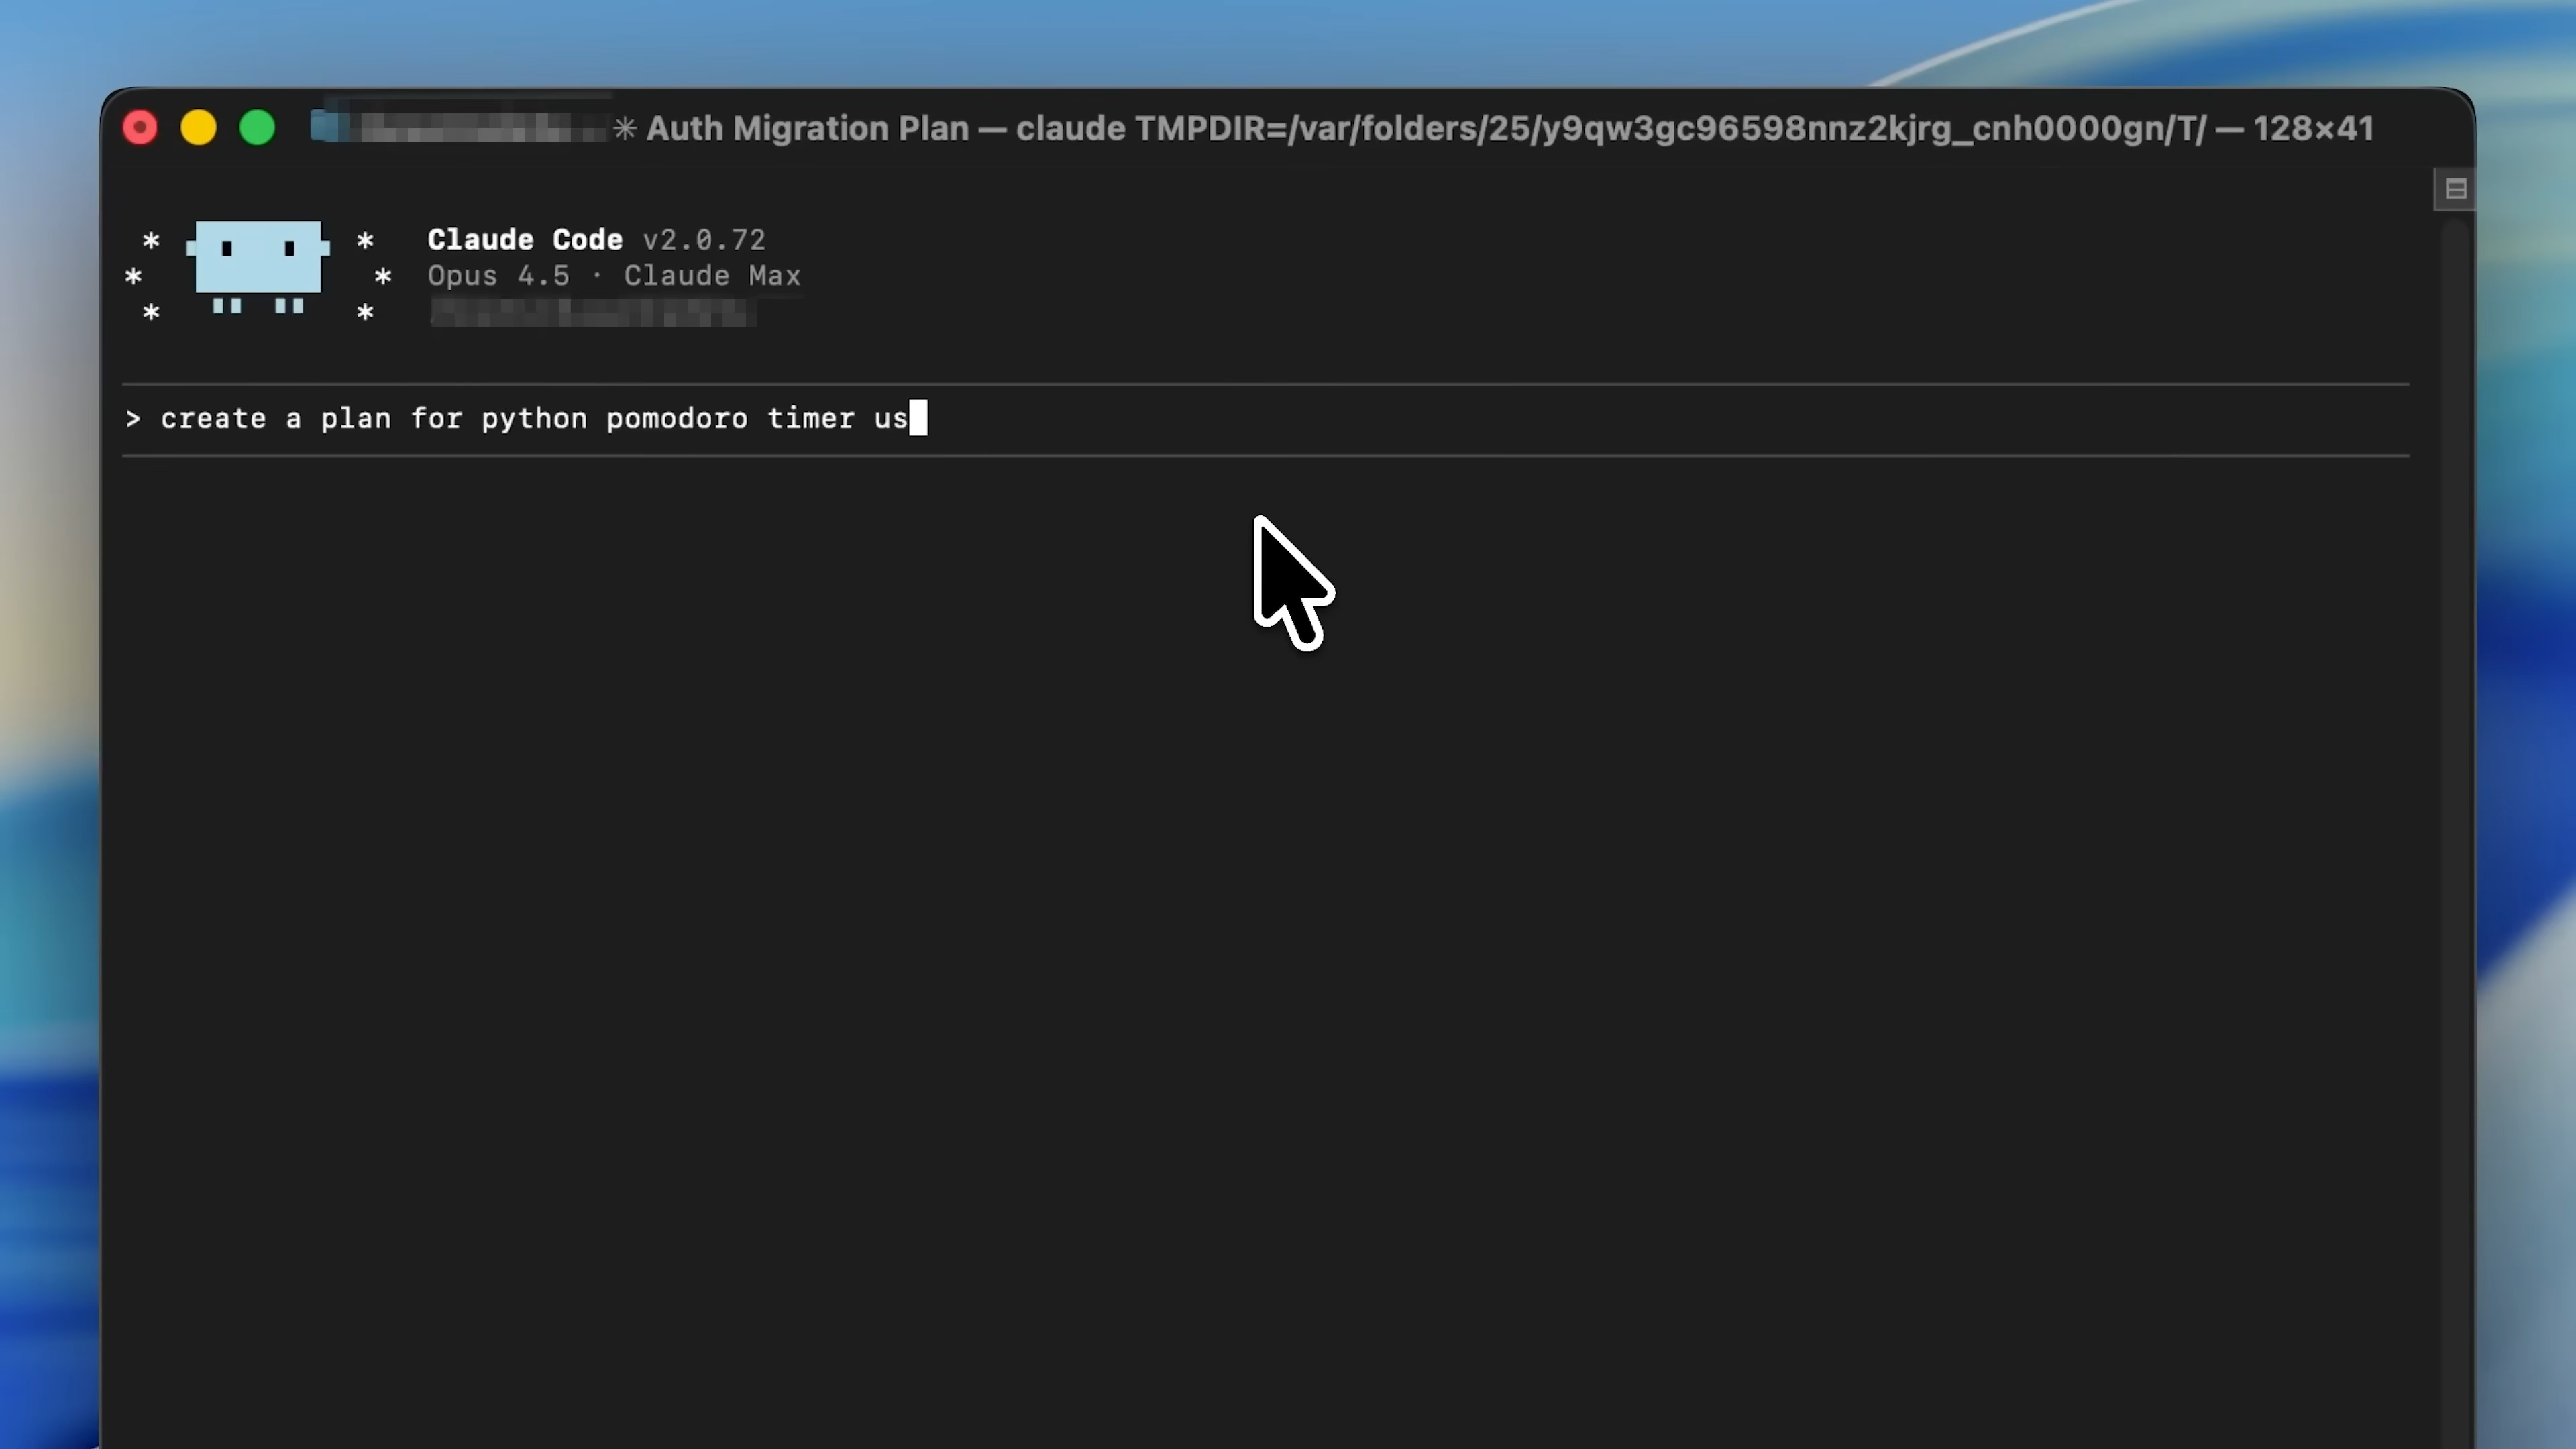 ✳ Auth Migration Plan — claude TMPDIR=/var/folders/25/y9qw3gc96598nnz2kjrg_cnh0000gn/T/ — 128×41
Claude Code v2.0.72
Opus 4.5 · Claude Max
> create a plan for python pomodoro timer us